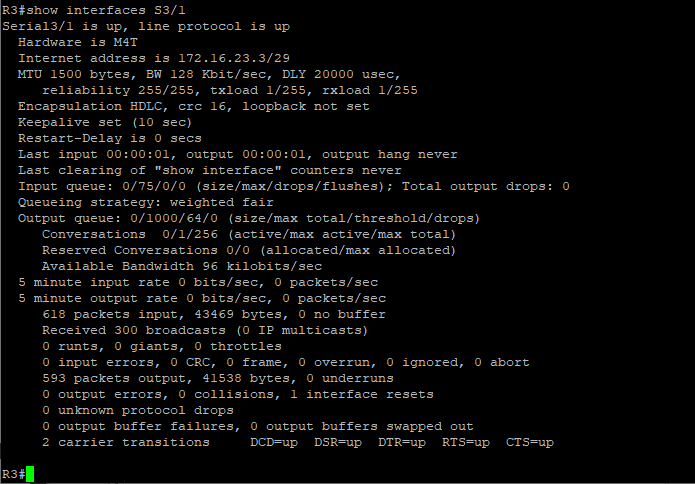 R3#show interfaces S3/1
Serial3/1 is up, line protocol is up
Hardware is M4T
Internet address is 172.16.23.3/29
MTU 1500 bytes, BW 128 Kbit/sec, DLY 20000 usec,
reliability 255/255, txload 1/255, rxload 1/255
Encapsulation HDLC, crc 16, loopback not set
Keepalive set (10 sec)
Restart-Delay is 0 secs
Last input 00:00:01, output 00:00:01, output hang never
Last clearing of "show interface" counters never
Input queue: 0/75/0/0 (size/max/drops/flushes); Total output drops: 0
Queueing strategy: weighted fair
Output queue: 0/1000/64/0 (size/max total/threshold/drops)
Conversations  0/1/256 (active/max active/max total)
Reserved Conversations 0/0 (allocated/max allocated)
Available Bandwidth 96 kilobits/sec
5 minute input rate 0 bits/sec, 0 packets/sec
5 minute output rate 0 bits/sec, 0 packets/sec
618 packets input, 43469 bytes, 0 no buffer
Received 300 broadcasts (0 IP multicasts)
0 runts, 0 giants, 0 throttles
0 input errors, 0 CRC, 0 frame, 0 overrun, 0 ignored, 0 abort
593 packets output, 41538 bytes, 0 underruns
0 output errors, 0 collisions, 1 interface resets
0 unknown protocol drops
0 output buffer failures, 0 output buffers swapped out
2 carrier transitions     DCD=up  DSR=up  DTR=up  RTS=up  CTS=up
R3#